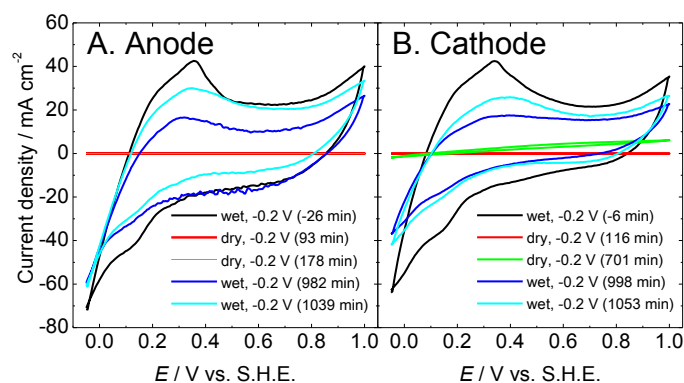 A. Anode
B. Cathode
Current density / mA cm⁻²
60
40
20
0
-20
-40
-60
-80
wet, -0.2 V (-26 min)
dry, -0.2 V (93 min)
dry, -0.2 V (178 min)
wet, -0.2 V (982 min)
wet, -0.2 V (1039 min)
wet, -0.2 V (-6 min)
dry, -0.2 V (116 min)
dry, -0.2 V (701 min)
wet, -0.2 V (998 min)
wet, -0.2 V (1053 min)
0.0 0.2 0.4 0.6 0.8 1.0
0.0 0.2 0.4 0.6 0.8 1.0
E / V vs. S.H.E.
E / V vs. S.H.E.